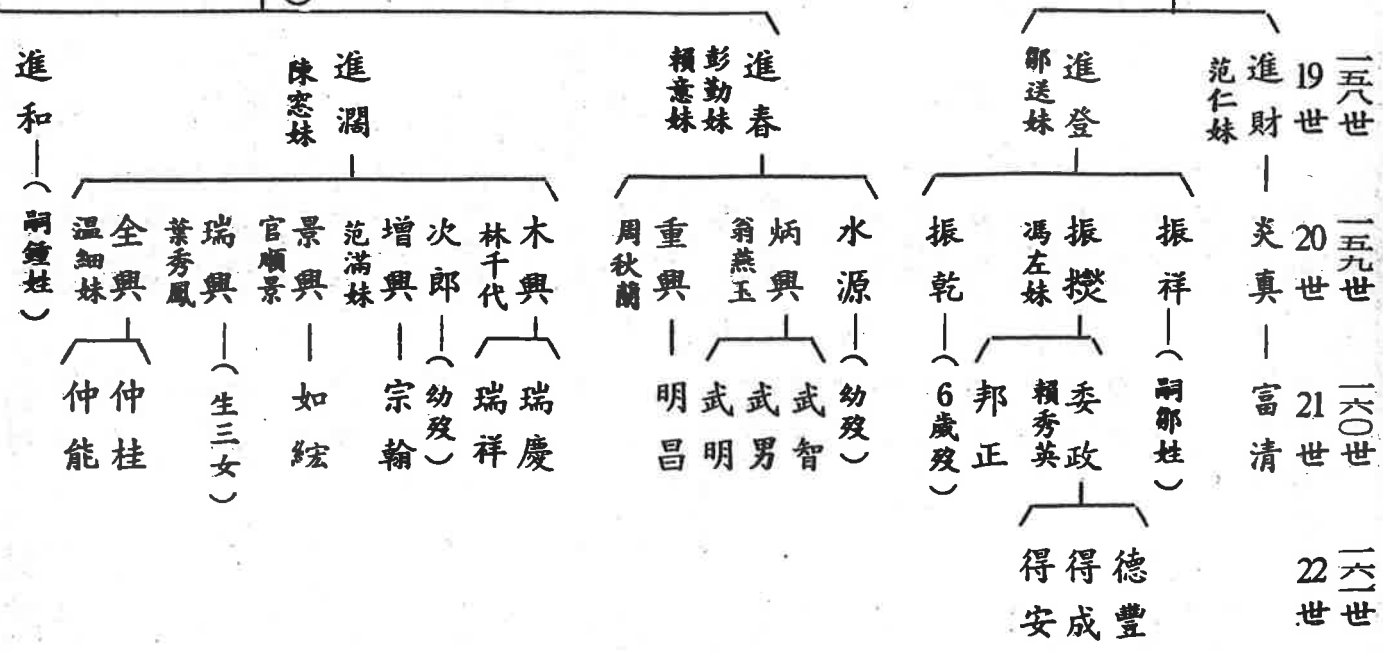 一五八世
19世
進財
范仁妹
進登
鄒送妹
進春
彭勤妹
賴意妹
進濶
陳窓妹
進和
一五九世
20世
炎真
振祥
振
馮左妹
振乾
水源
炳興
翁燕玉
重興
周秋蘭
木興
林千代
次郎
增興
范滿妹
景興
官順景
瑞興
葉秀鳳
全興
温細妹
（嗣鍾姓）
一六〇世
21世
富清
（嗣鄒姓）
委政
賴秀英
邦正
（6歲歿）
（幼歿）
武智
武男
武明
明昌
瑞慶
瑞祥
（幼歿）
宗翰
如綋
（生三女）
仲桂
仲能
一六一世
22世
德豐
得成
得安